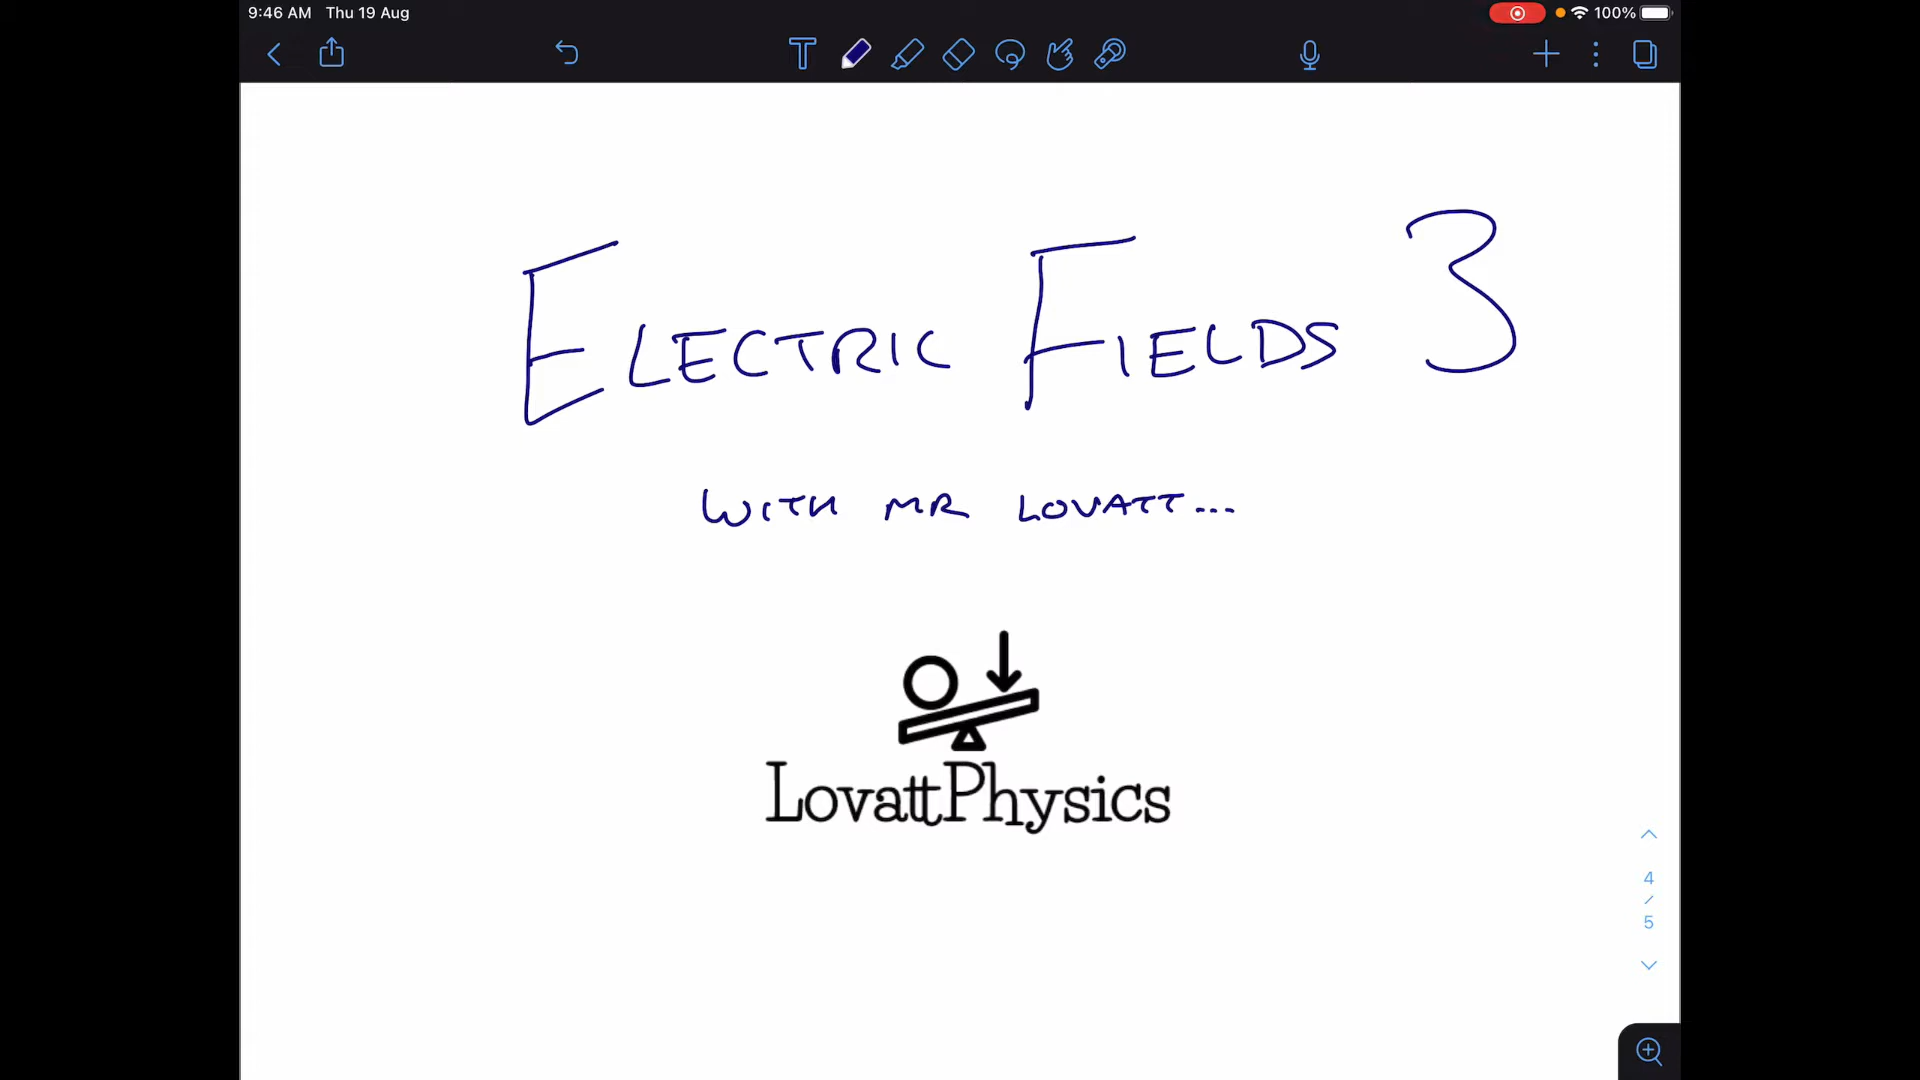 9:46 AM Thu 19 Aug
100%
ELECTRIC FIELDS 3
WITH MR LOVATT...
LovattPhysics
4
/
5